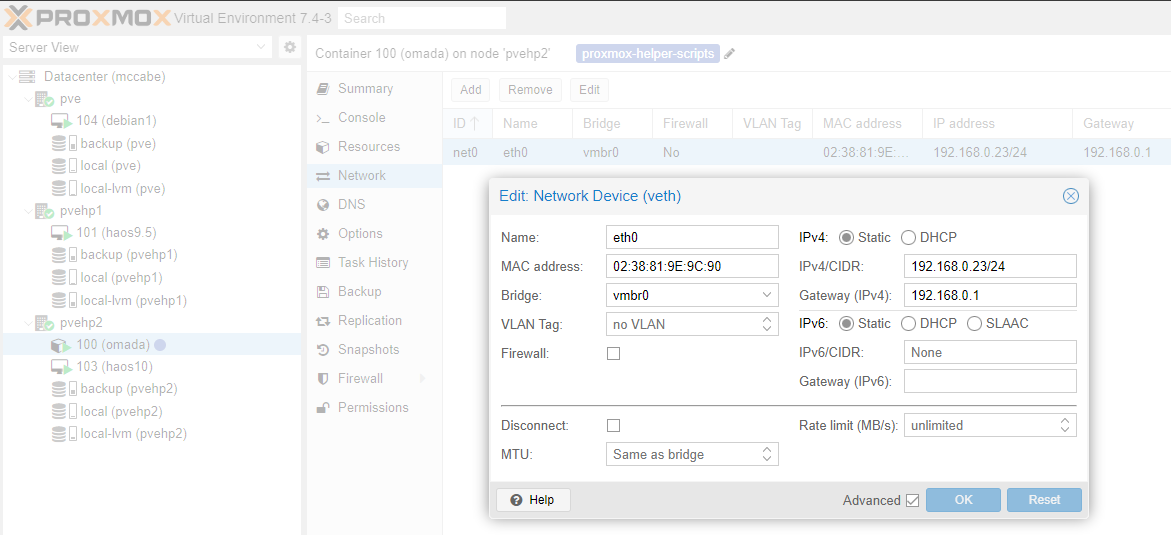 PROXMOX Virtual Environment 7.4-3 Search
Server View
Datacenter (mccabe)
pve
104 (debian1)
backup (pve)
local (pve)
local-lvm (pve)
pvehp1
101 (haos9.5)
backup (pvehp1)
local (pvehp1)
local-lvm (pvehp1)
pvehp2
100 (omada)
103 (haos10)
backup (pvehp2)
local (pvehp2)
local-lvm (pvehp2)
Container 100 (omada) on node 'pvehp2' proxmox-helper-scripts
Summary
Console
Resources
Network
DNS
Options
Task History
Backup
Replication
Snapshots
Firewall
Permissions
Add Remove Edit
ID Name Bridge Firewall VLAN Tag MAC address IP address Gateway
net0 eth0 vmbr0 No 02:38:81:9E:... 192.168.0.23/24 192.168.0.1
Edit: Network Device (veth)
Name: eth0
MAC address: 02:38:81:9E:9C:90
Bridge: vmbr0
VLAN Tag: no VLAN
Firewall:
IPv4: Static DHCP
IPv4/CIDR: 192.168.0.23/24
Gateway (IPv4): 192.168.0.1
IPv6: Static DHCP SLAAC
IPv6/CIDR: None
Gateway (IPv6):
Disconnect:
MTU: Same as bridge
Rate limit (MB/s): unlimited
Help Advanced OK Reset